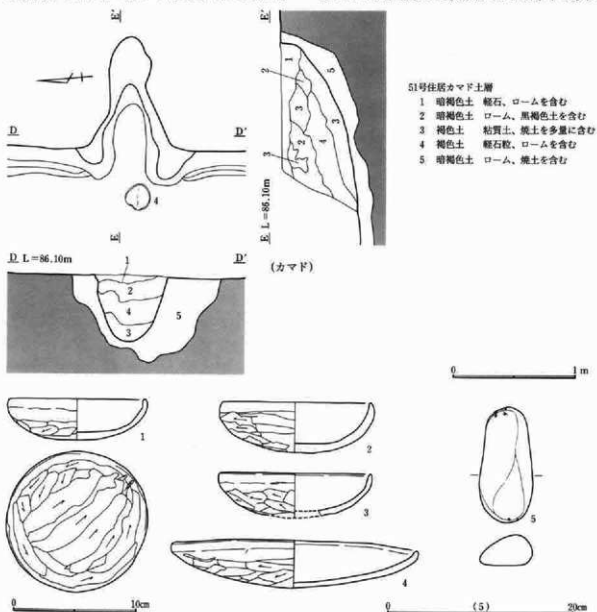 E'
E'
D
D'
4
E
1
2
5
3
3
4
2
1
3
E L=86.10m
51号住居カマド土層
1 暗褐色土 軽石、ロームを含む
2 暗褐色土 ローム、黒褐色土を含む
3 褐色土 粘質土、焼土を多量に含む
4 褐色土 軽石粒、ロームを含む
5 暗褐色土 ローム、焼土を含む
D L=86.10m
D'
(カマド)
1
2
4
3
5
0 1m
1
2
3
4
5
0 10cm
0 (5) 20cm